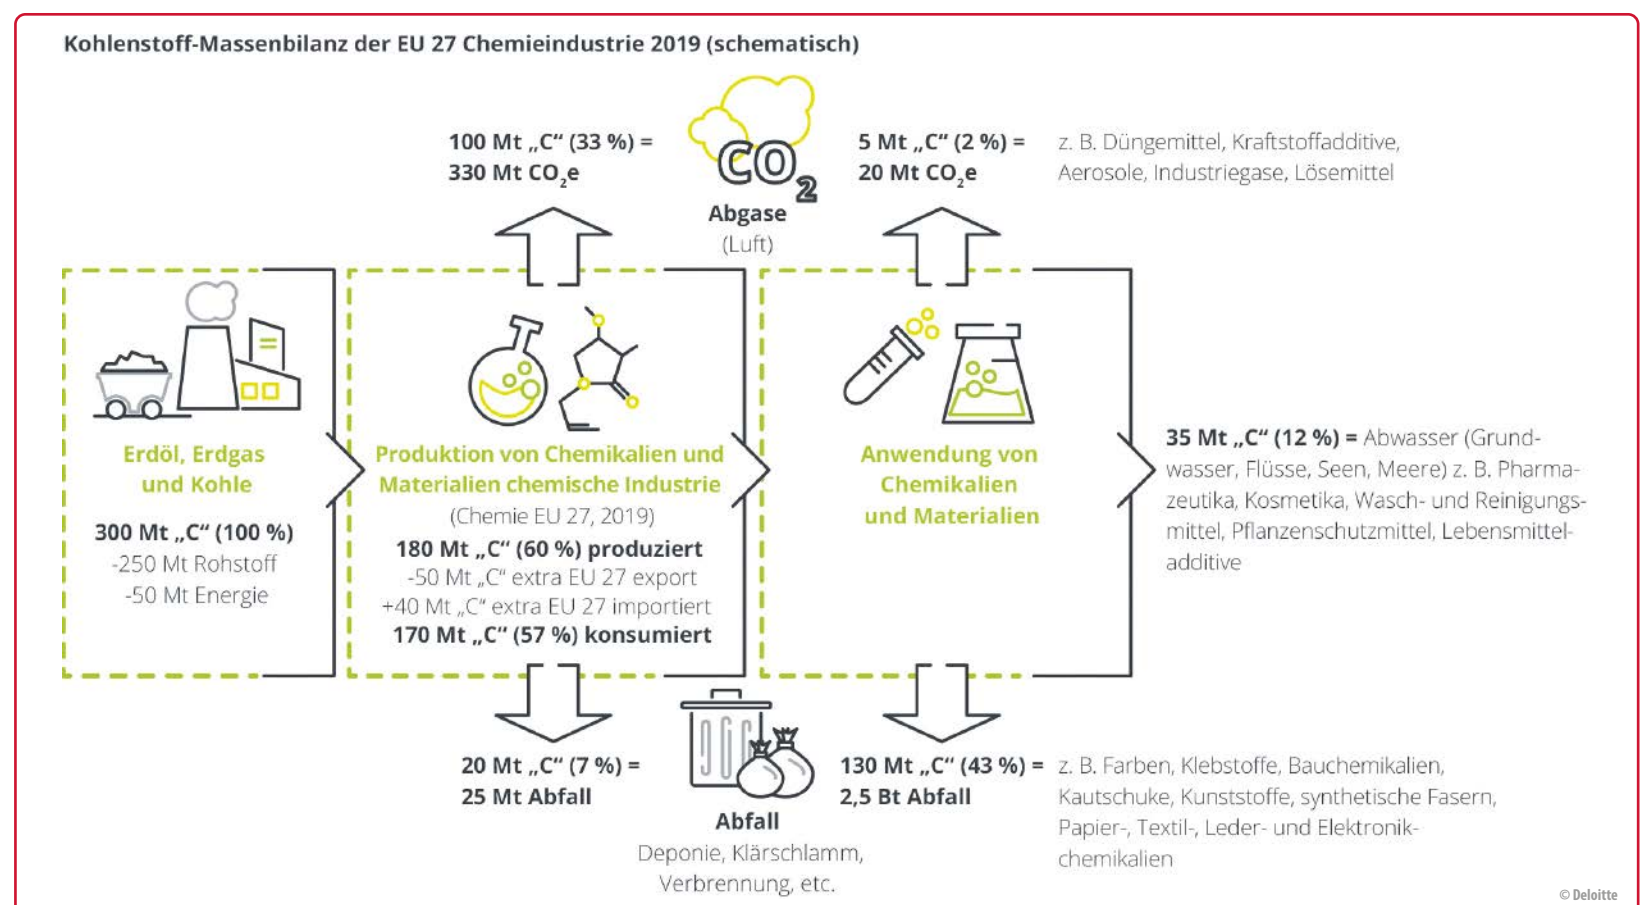 Kohlenstoff-Massenbilanz der EU 27 Chemieindustrie 2019 (schematisch)
100 Mt „C“ (33 %) =
330 Mt CO₂e
CO₂
Abgase
(Luft)
5 Mt „C“ (2 %) =
20 Mt CO₂e
z. B. Düngemittel, Kraftstoffadditive,
Aerosole, Industriegase, Lösemittel
Erdöl, Erdgas
und Kohle
300 Mt „C“ (100 %)
-250 Mt Rohstoff
-50 Mt Energie
Produktion von Chemikalien und
Materialien chemische Industrie
(Chemie EU 27, 2019)
180 Mt „C“ (60 %) produziert
-50 Mt „C“ extra EU 27 export
+40 Mt „C“ extra EU 27 importiert
170 Mt „C“ (57 %) konsumiert
Anwendung von
Chemikalien
und Materialien
35 Mt „C“ (12 %) = Abwasser (Grund-
wasser, Flüsse, Seen, Meere) z. B. Pharma-
zeutika, Kosmetika, Wasch- und Reinigungs-
mittel, Pflanzenschutzmittel, Lebensmittel-
additive
20 Mt „C“ (7 %) =
25 Mt Abfall
Abfall
Deponie, Klärschlamm,
Verbrennung, etc.
130 Mt „C“ (43 %) =
2,5 Bt Abfall
z. B. Farben, Klebstoffe, Bauchemikalien,
Kautschuke, Kunststoffe, synthetische Fasern,
Papier-, Textil-, Leder- und Elektronik-
chemikalien
© Deloitte